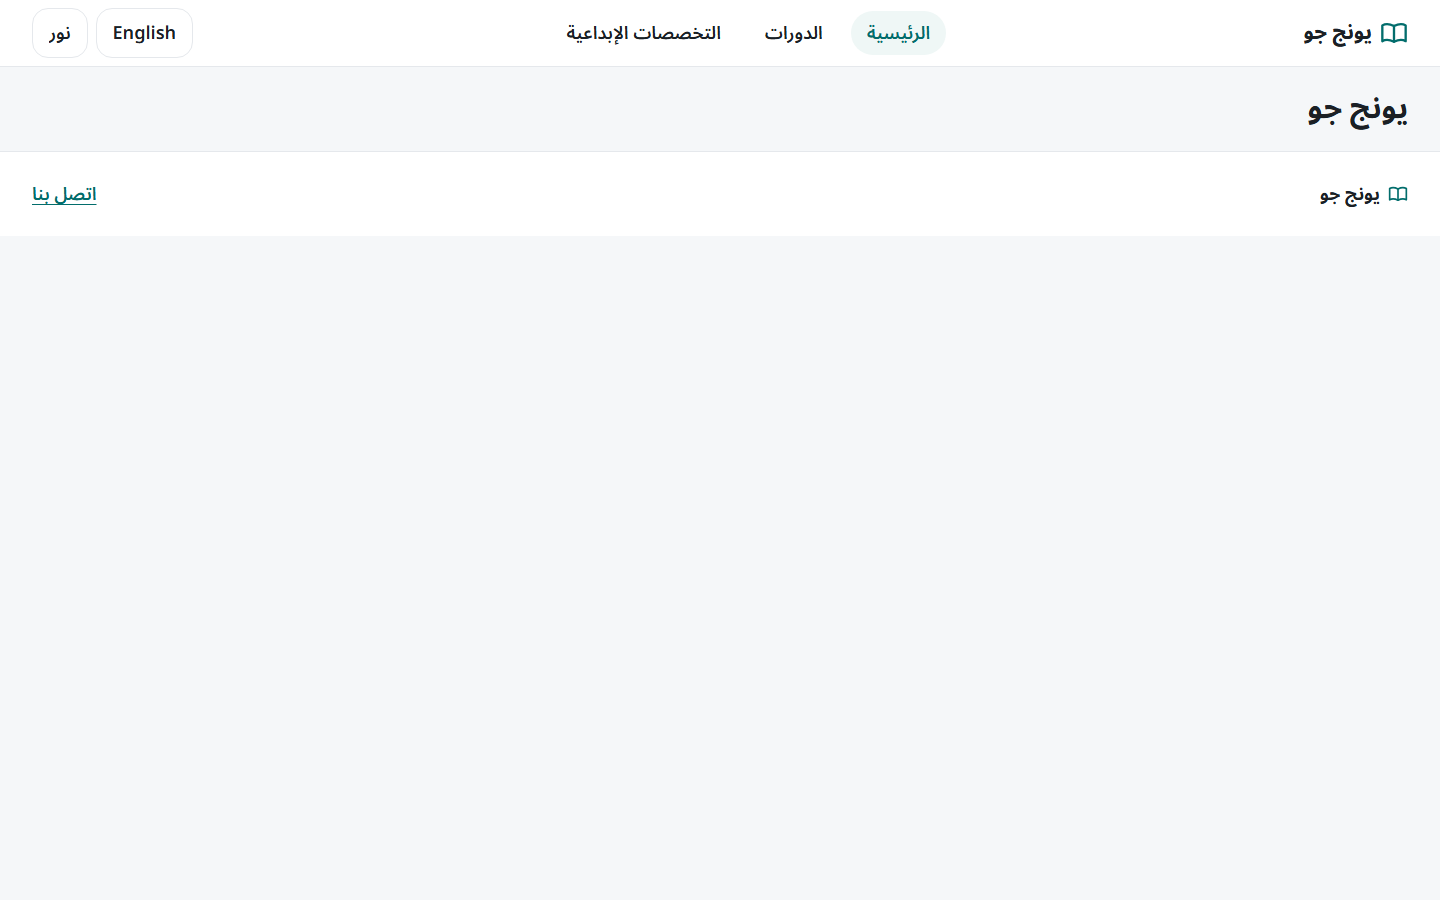 يونج جو
الرئيسية
الدورات
التخصصات الإبداعية
English
نور
يونج جو
يونج جو
اتصل بنا